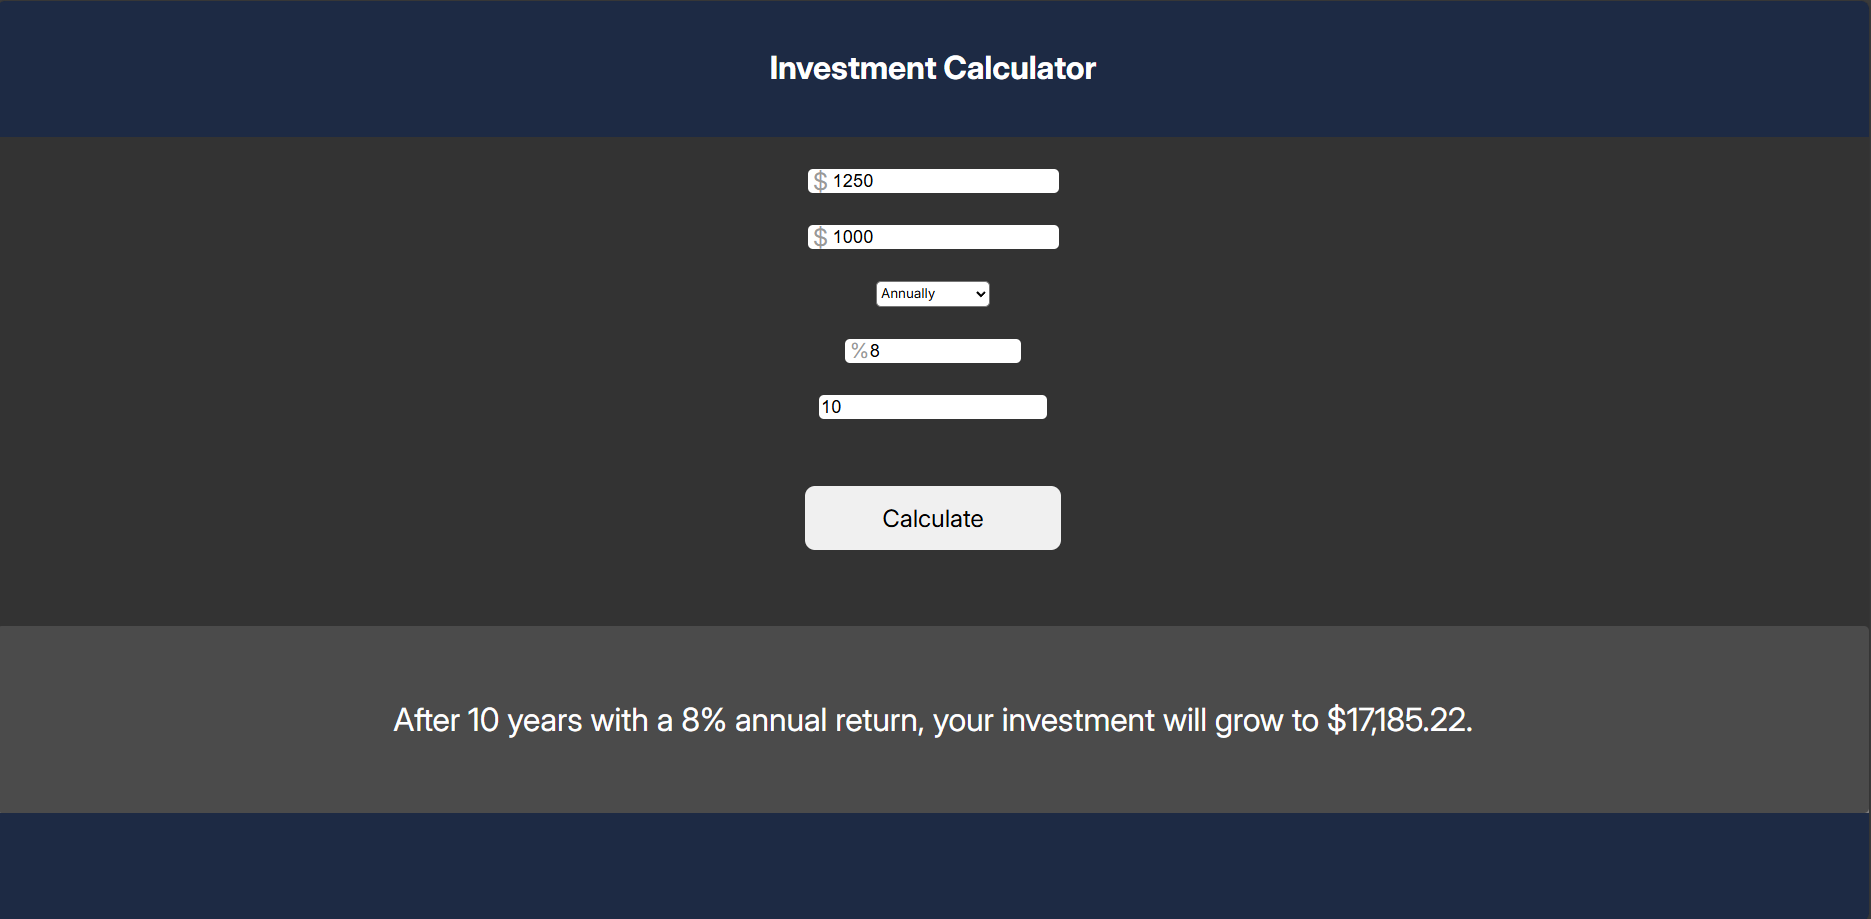 Investment Calculator
$ 1250
$ 1000
Annually
%8
10
Calculate
After 10 years with a 8% annual return, your investment will grow to $17,185.22.